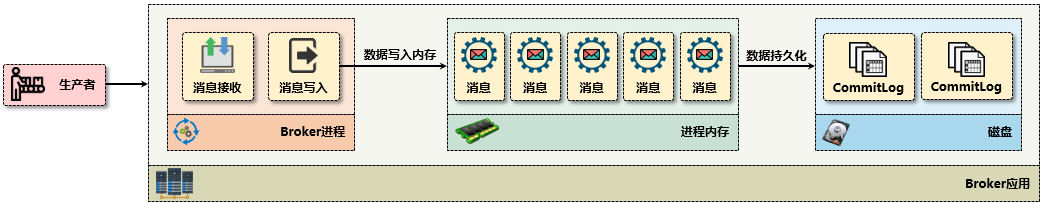 生产者
消息接收
消息写入
Broker进程
数据写入内存
消息
消息
消息
消息
消息
进程内存
数据持久化
CommitLog
CommitLog
磁盘
Broker应用